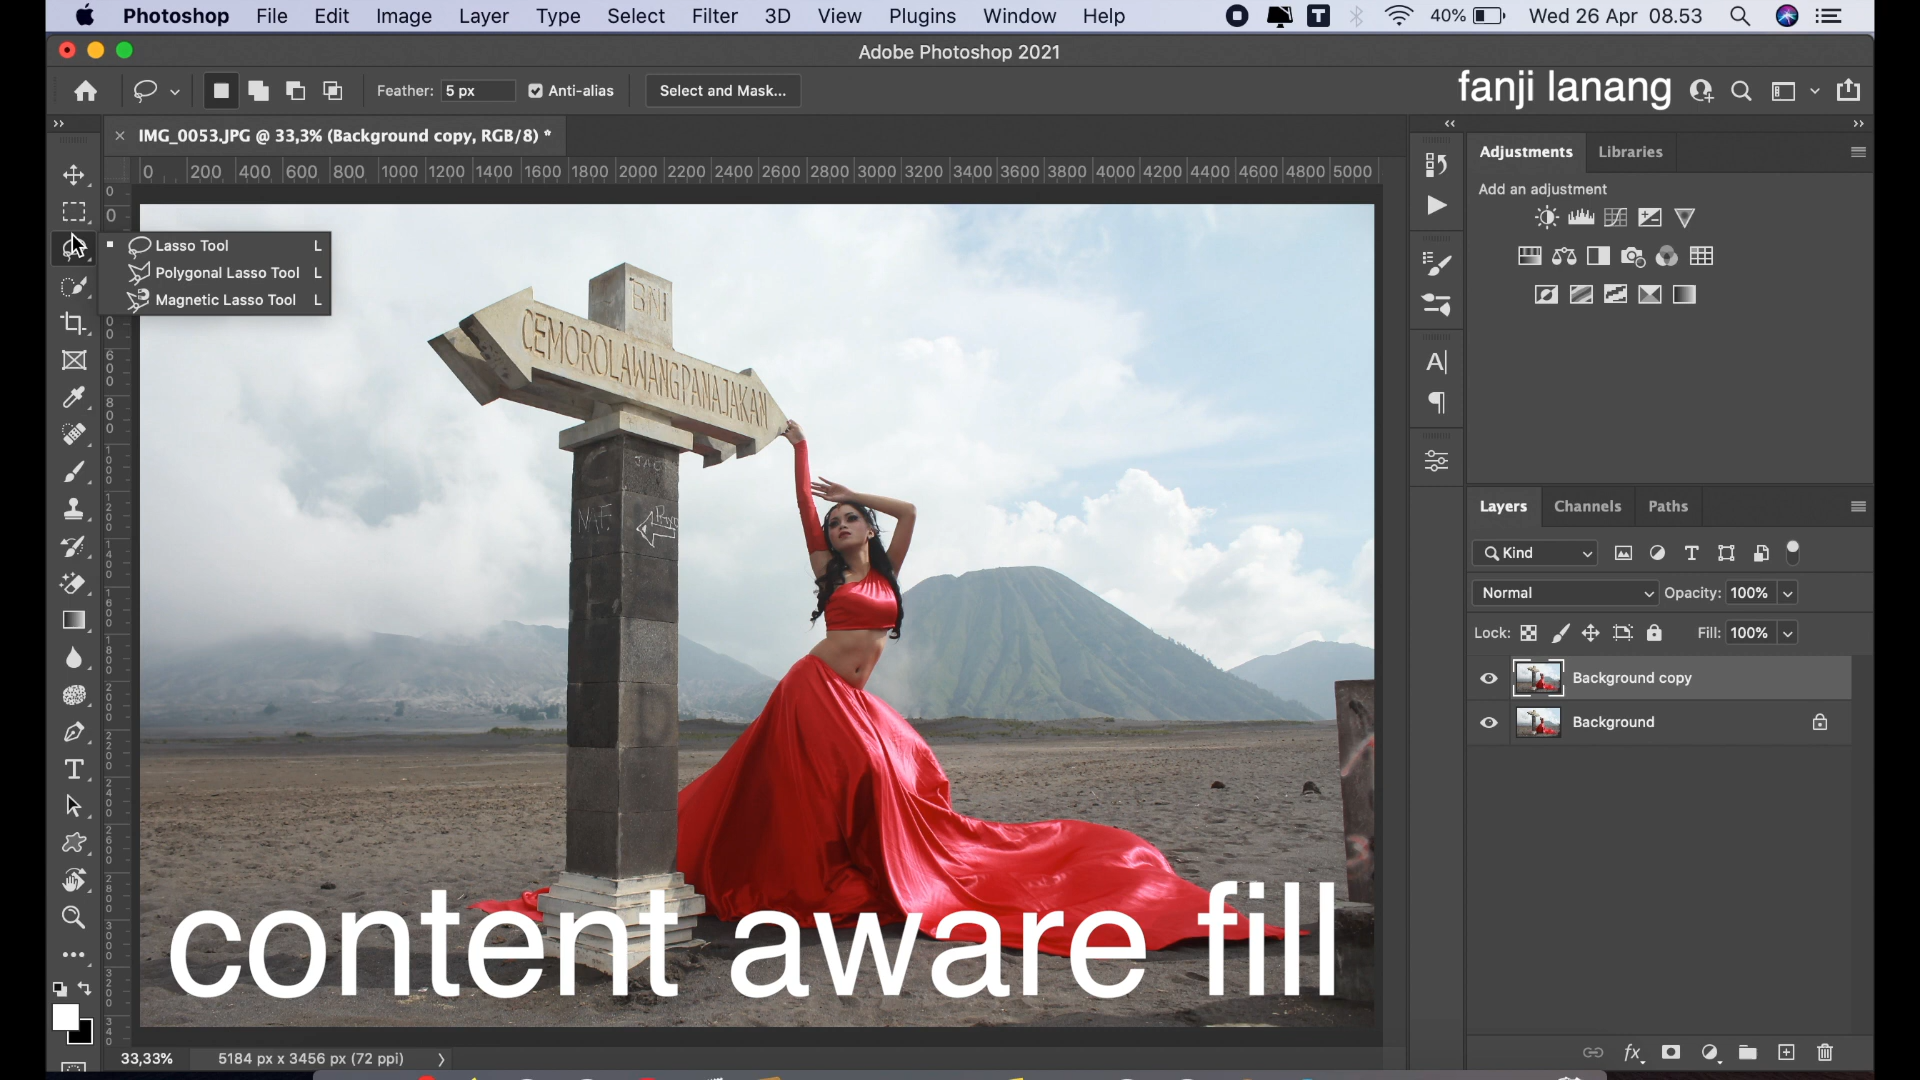 Photoshop File Edit Image Layer Type Select Filter 3D View Plugins Window Help 40% Wed 26 Apr 08.53
Adobe Photoshop 2021
Feather: 5 px Anti-alias Select and Mask... fanji lanang
IMG_0053.JPG @ 33,3% (Background copy, RGB/8) *
0 200 400 600 800 1000 1200 1400 1600 1800 2000 2200 2400 2600 2800 3000 3200 3400 3600 3800 4000 4200 4400 4600 4800 5000
Lasso Tool L
Polygonal Lasso Tool L
Magnetic Lasso Tool L
BNI
CEMOROLAWANGPANAJAKAN
content aware fill
33,33% 5184 px x 3456 px (72 ppi)
Adjustments Libraries
Add an adjustment
Layers Channels Paths
Kind
Normal Opacity: 100%
Lock: Fill: 100%
Background copy
Background